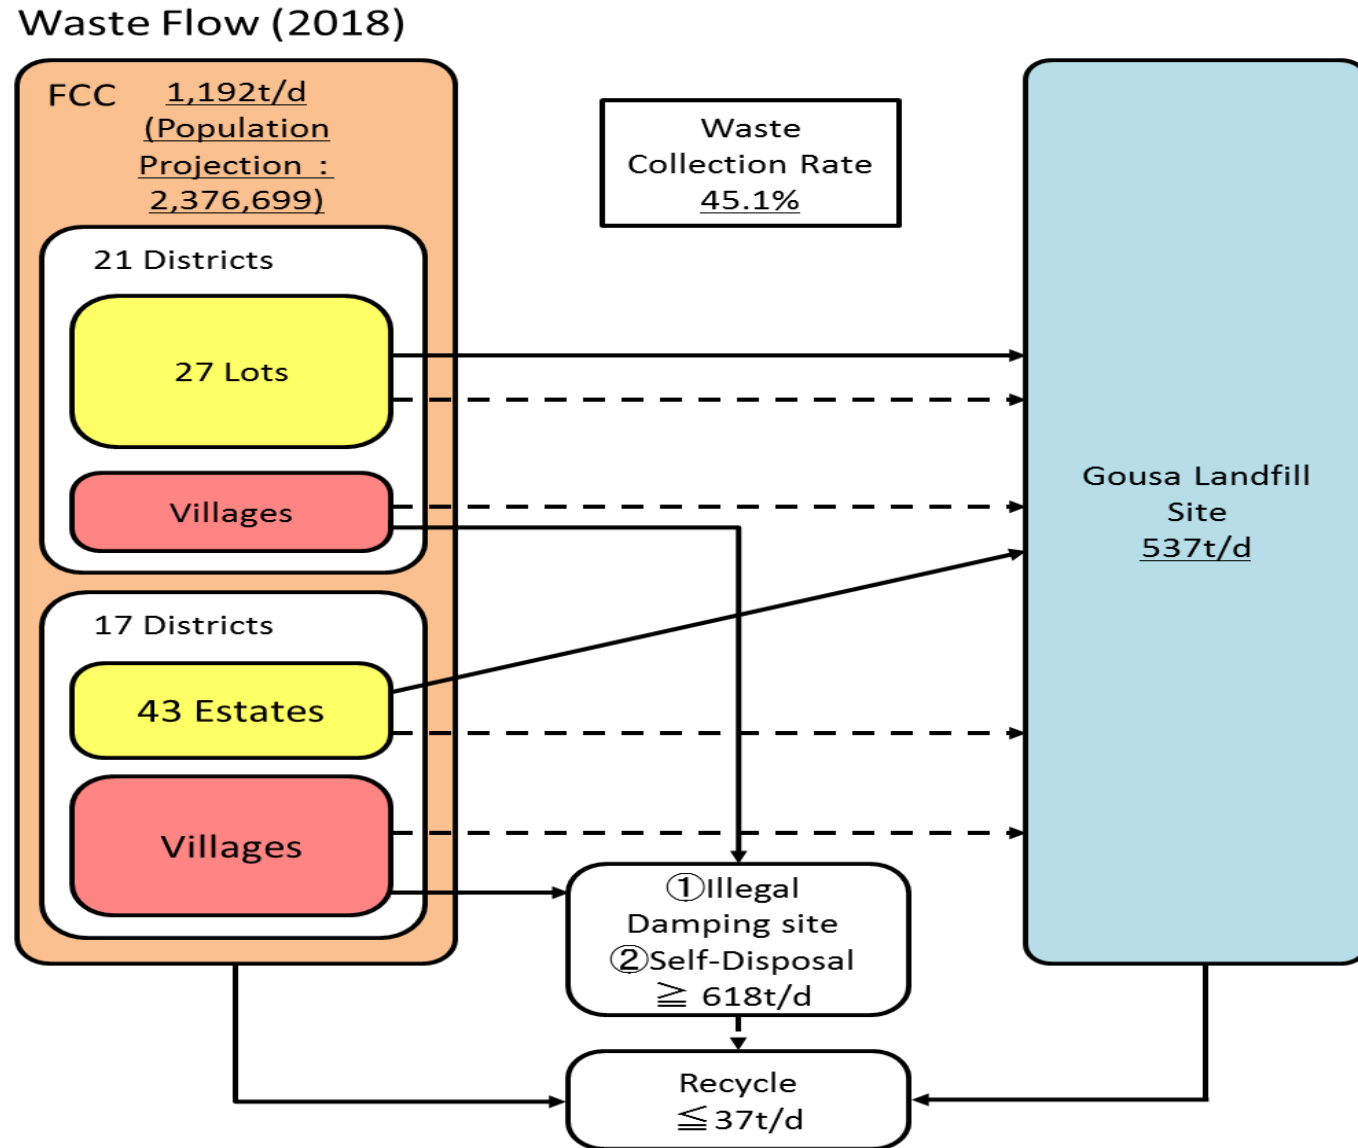 Waste Flow (2018)
FCC 1,192t/d
(Population
Projection :
2,376,699)
Waste
Collection Rate
45.1%
21 Districts
27 Lots
Villages
17 Districts
43 Estates
Villages
Gousa Landfill
Site
537t/d
①Illegal
Damping site
②Self-Disposal
≧ 618t/d
Recycle
≦37t/d